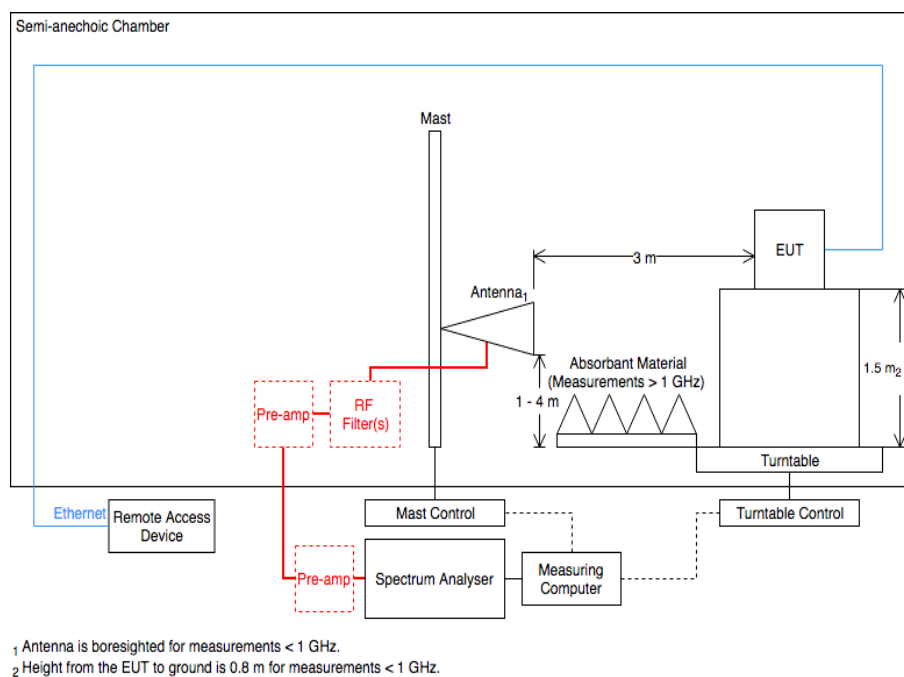 Semi-anechoic Chamber
Mast
EUT
3 m
Antenna1
1.5 m2
Absorbant Material
(Measurements > 1 GHz)
1 - 4 m
Pre-amp
RF
Filter(s)
Turntable
Ethernet
Remote Access
Device
Mast Control
Turntable Control
Pre-amp
Spectrum Analyser
Measuring
Computer
1 Antenna is boresighted for measurements < 1 GHz.
2 Height from the EUT to ground is 0.8 m for measurements < 1 GHz.